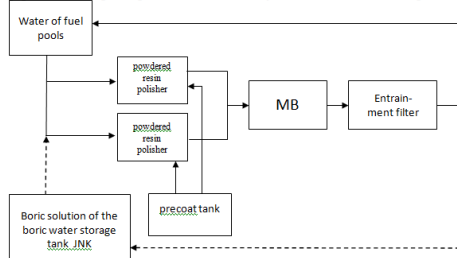 Water of fuel
pools
powdered
resin
polisher
powdered
resin
polisher
MB
Entrain-
ment filter
precoat tank
Boric solution of the
boric water storage
tank JNK